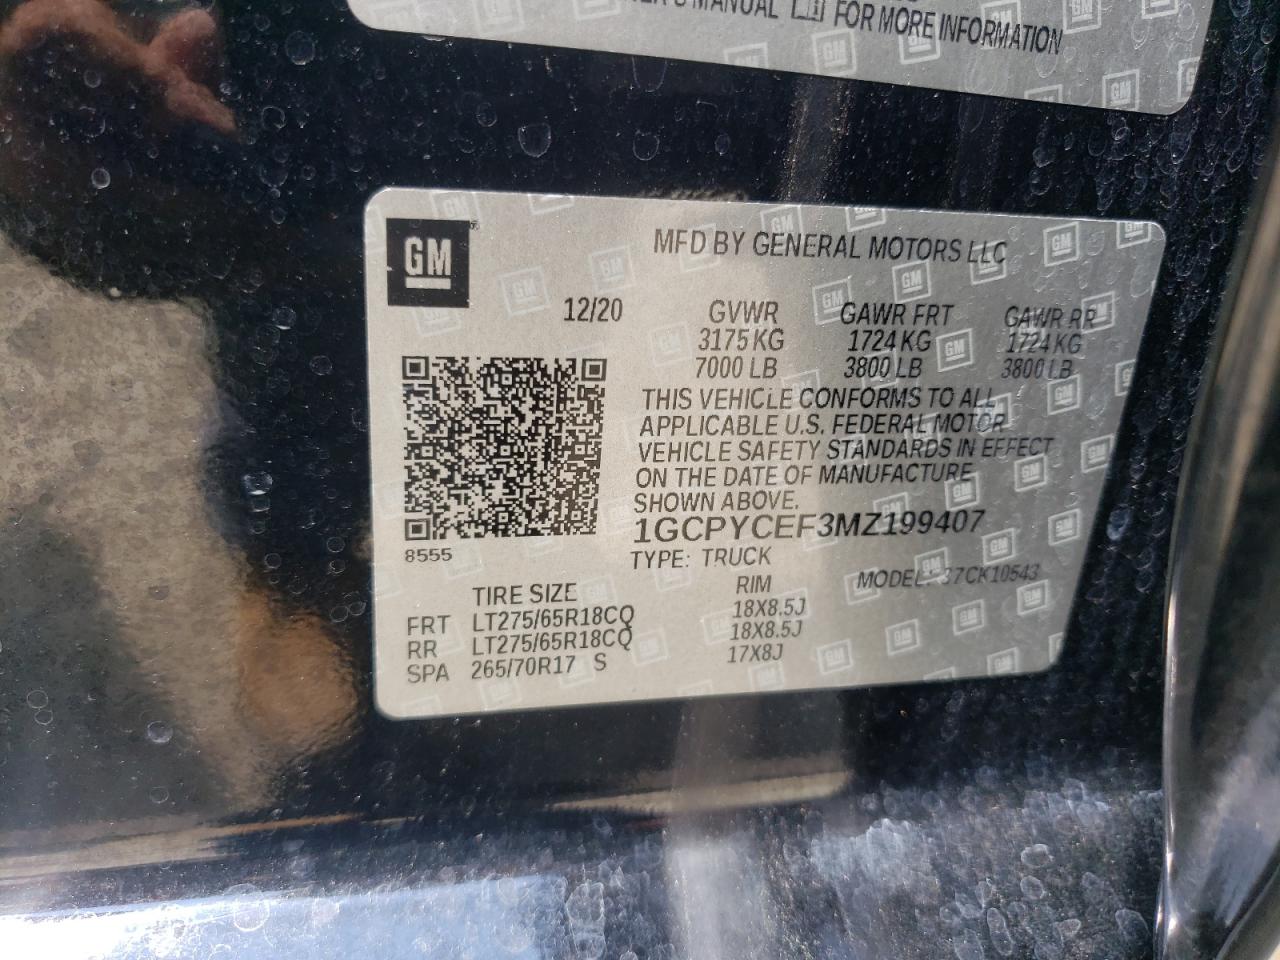 MANUAL FOR MORE INFORMATION
GM
MFD BY GENERAL MOTORS LLC
12/20 GVWR GAWR FRT GAWR RR
3175 KG 1724 KG 1724 KG
7000 LB 3800 LB 3800 LB
THIS VEHICLE CONFORMS TO ALL
APPLICABLE U.S. FEDERAL MOTOR
VEHICLE SAFETY STANDARDS IN EFFECT
ON THE DATE OF MANUFACTURE
SHOWN ABOVE.
1GCPYCEF3MZ199407
8555
TYPE: TRUCK MODEL: 37CK10543
TIRE SIZE RIM
FRT LT275/65R18CQ 18X8.5J
RR LT275/65R18CQ 18X8.5J
SPA 265/70R17 S 17X8J